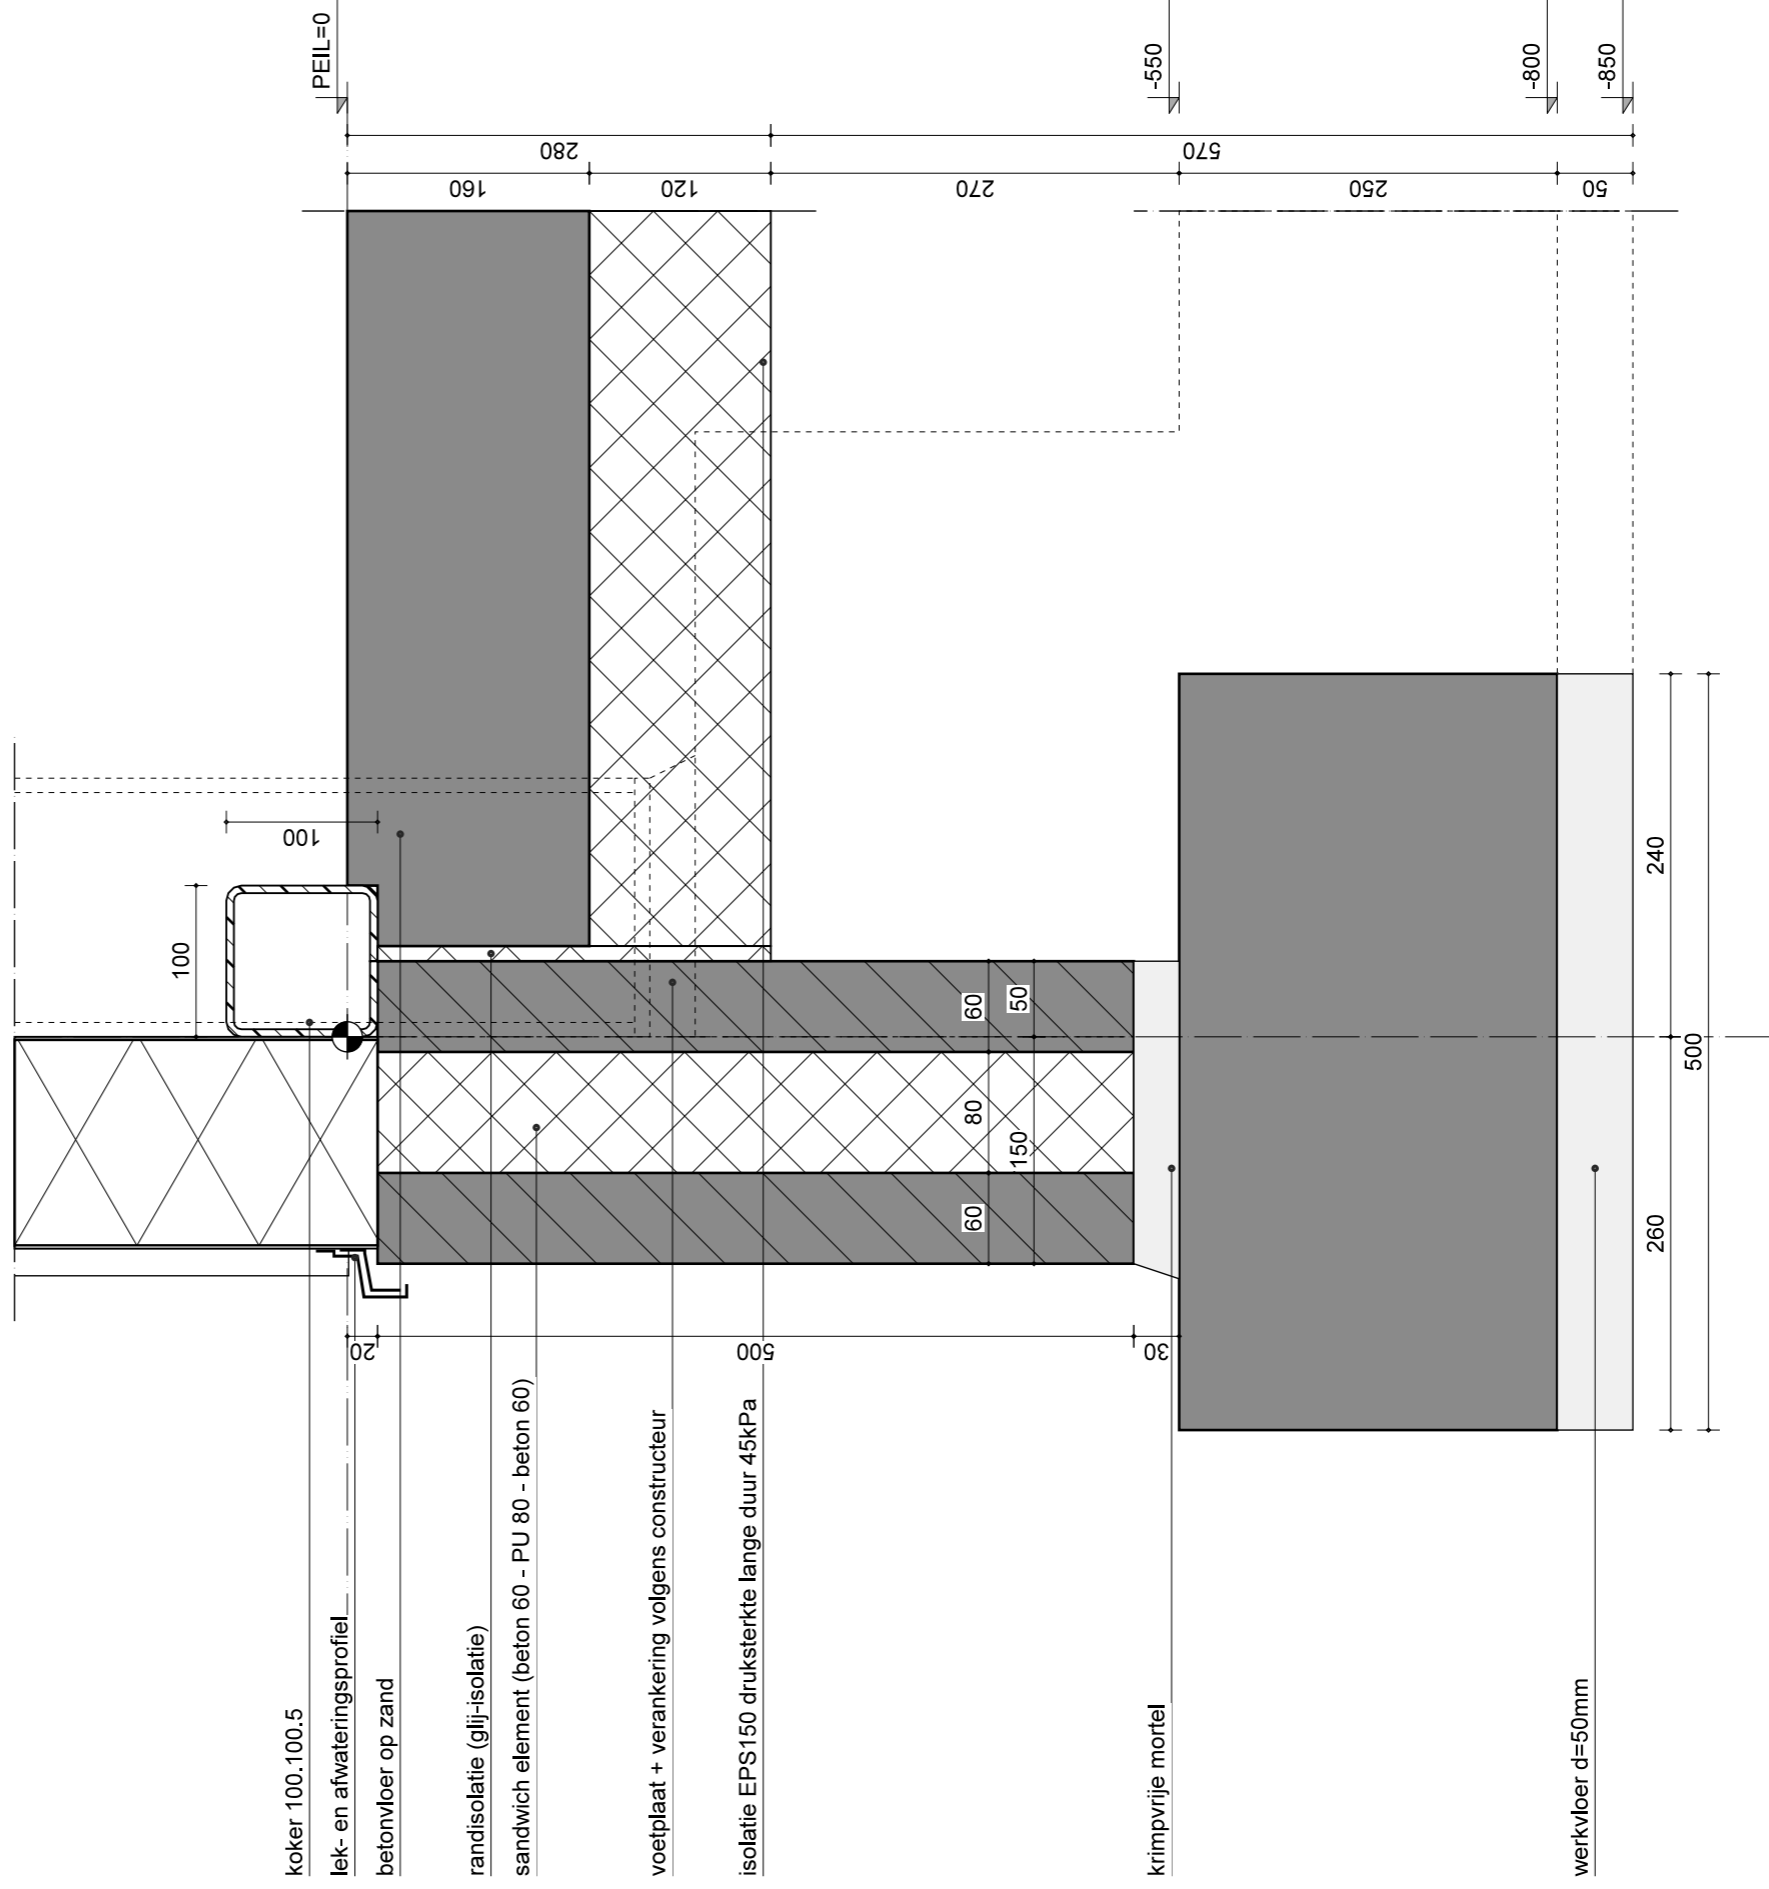 PEIL=0
-550
-800
-850
280
570
160
120
270
250
50
100
100
60
50
80
150
60
240
500
260
20
500
30
koker 100.100.5
lek- en afwateringsprofiel
betonvloer op zand
randisolatie (glij-isolatie)
sandwich element (beton 60 - PU 80 - beton 60)
voetplaat + verankering volgens constructeur
isolatie EPS150 druksterkte lange duur 45kPa
krimpvrije mortel
werkvloer d=50mm